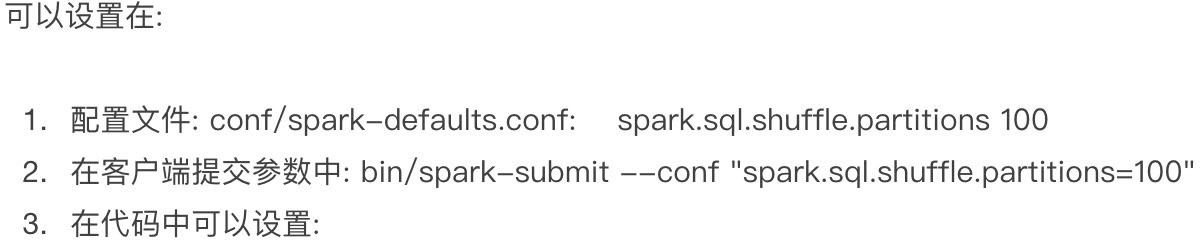 可以设置在:
1. 配置文件: conf/spark-defaults.conf: spark.sql.shuffle.partitions 100
2. 在客户端提交参数中: bin/spark-submit --conf "spark.sql.shuffle.partitions=100"
3. 在代码中可以设置: